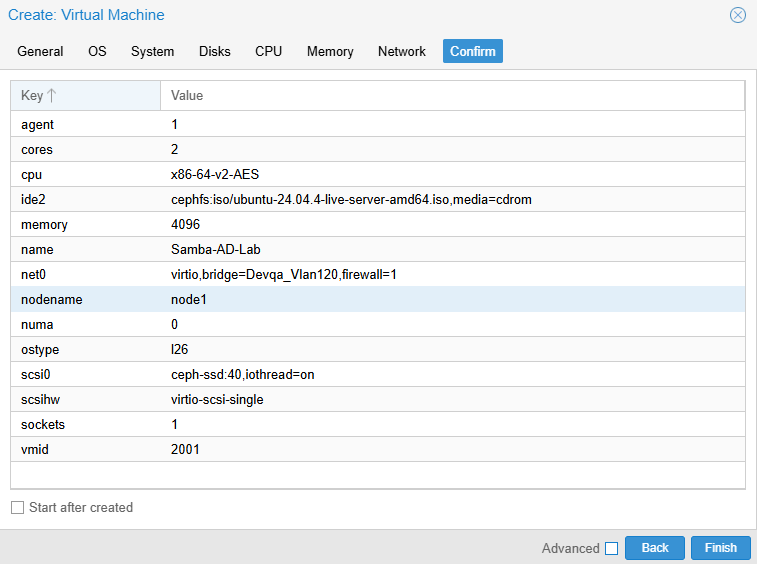 Create: Virtual Machine
General OS System Disks CPU Memory Network Confirm
Key Value
agent 1
cores 2
cpu x86-64-v2-AES
ide2 cephfs:iso/ubuntu-24.04.4-live-server-amd64.iso,media=cdrom
memory 4096
name Samba-AD-Lab
net0 virtio,bridge=Devqa_Vlan120,firewall=1
nodename node1
numa 0
ostype l26
scsi0 ceph-ssd:40,iothread=on
scsihw virtio-scsi-single
sockets 1
vmid 2001
Start after created
Advanced Back Finish